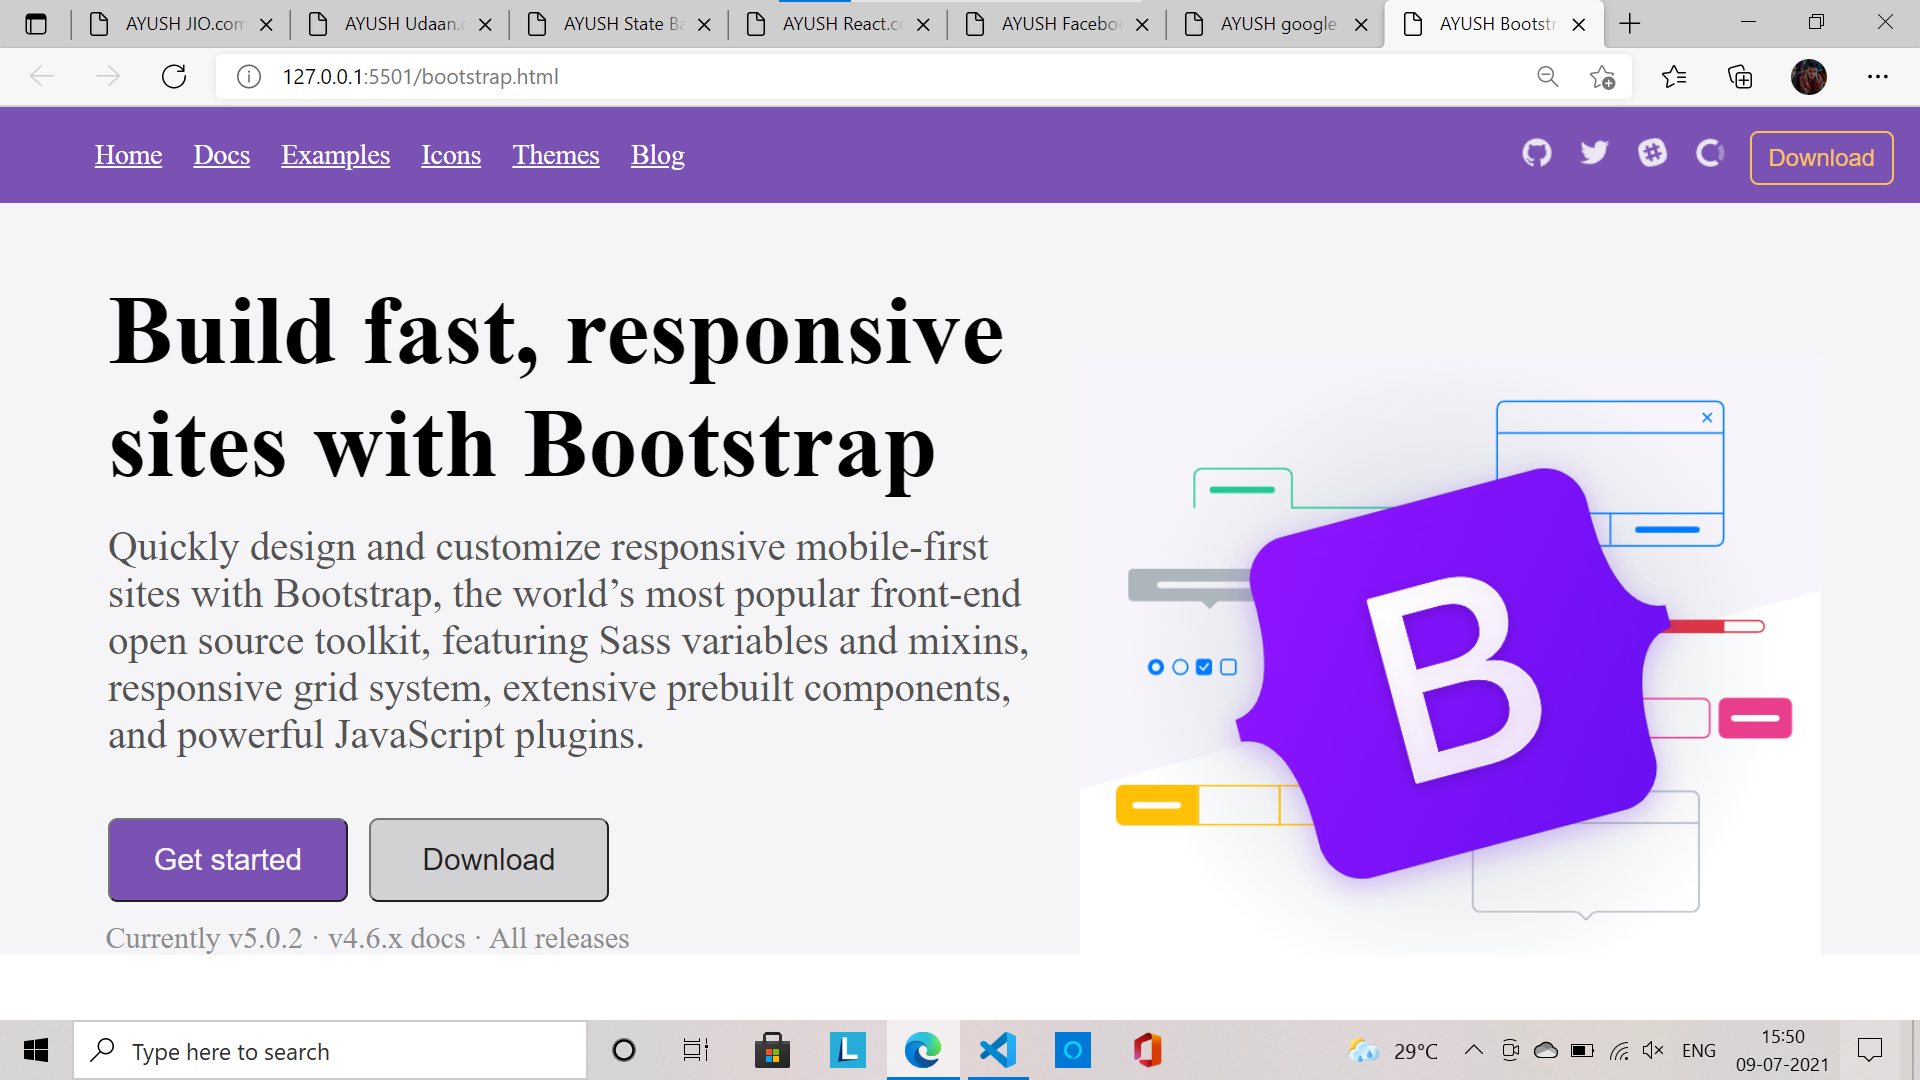 AYUSH JIO.com
AYUSH Udaan.c
AYUSH State Ba
AYUSH React.co
AYUSH Facebo
AYUSH google
AYUSH Bootstr
127.0.0.1:5501/bootstrap.html
Home Docs Examples Icons Themes Blog
Download
Build fast, responsive
sites with Bootstrap
Quickly design and customize responsive mobile-first
sites with Bootstrap, the world’s most popular front-end
open source toolkit, featuring Sass variables and mixins,
responsive grid system, extensive prebuilt components,
and powerful JavaScript plugins.
Get started
Download
Currently v5.0.2 · v4.6.x docs · All releases
B
Type here to search
L
29°C
ENG
15:50
09-07-2021